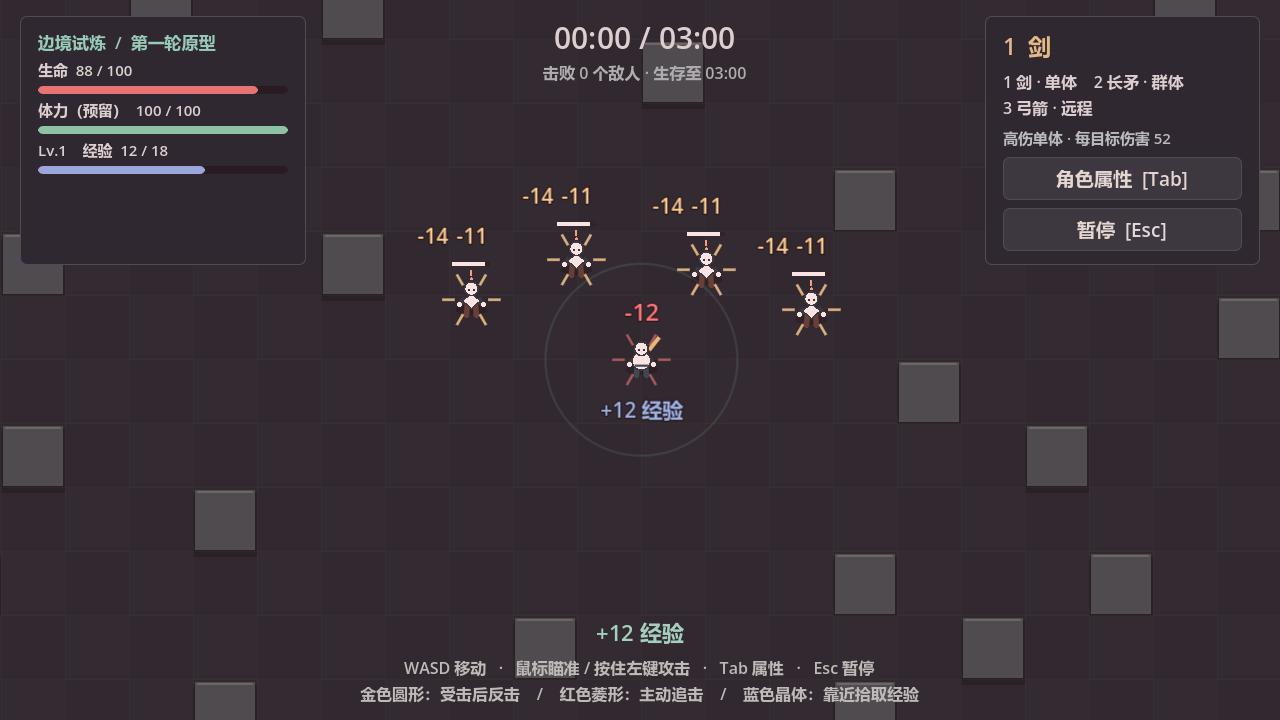 边境试炼 / 第一轮原型
生命 88 / 100
体力（预留） 100 / 100
Lv.1 经验 12 / 18
00:00 / 03:00
击败 0 个敌人 · 生存至 03:00
1 剑
1 剑 · 单体 2 长矛 · 群体
3 弓箭 · 远程
高伤单体 · 每目标伤害 52
角色属性 [Tab]
暂停 [Esc]
-14 -11
-14 -11
-14 -11
-14 -11
-12
+12 经验
+12 经验
WASD 移动 · 鼠标瞄准 / 按住左键攻击 · Tab 属性 · Esc 暂停
金色圆形：受击后反击 / 红色菱形：主动追击 / 蓝色晶体：靠近拾取经验